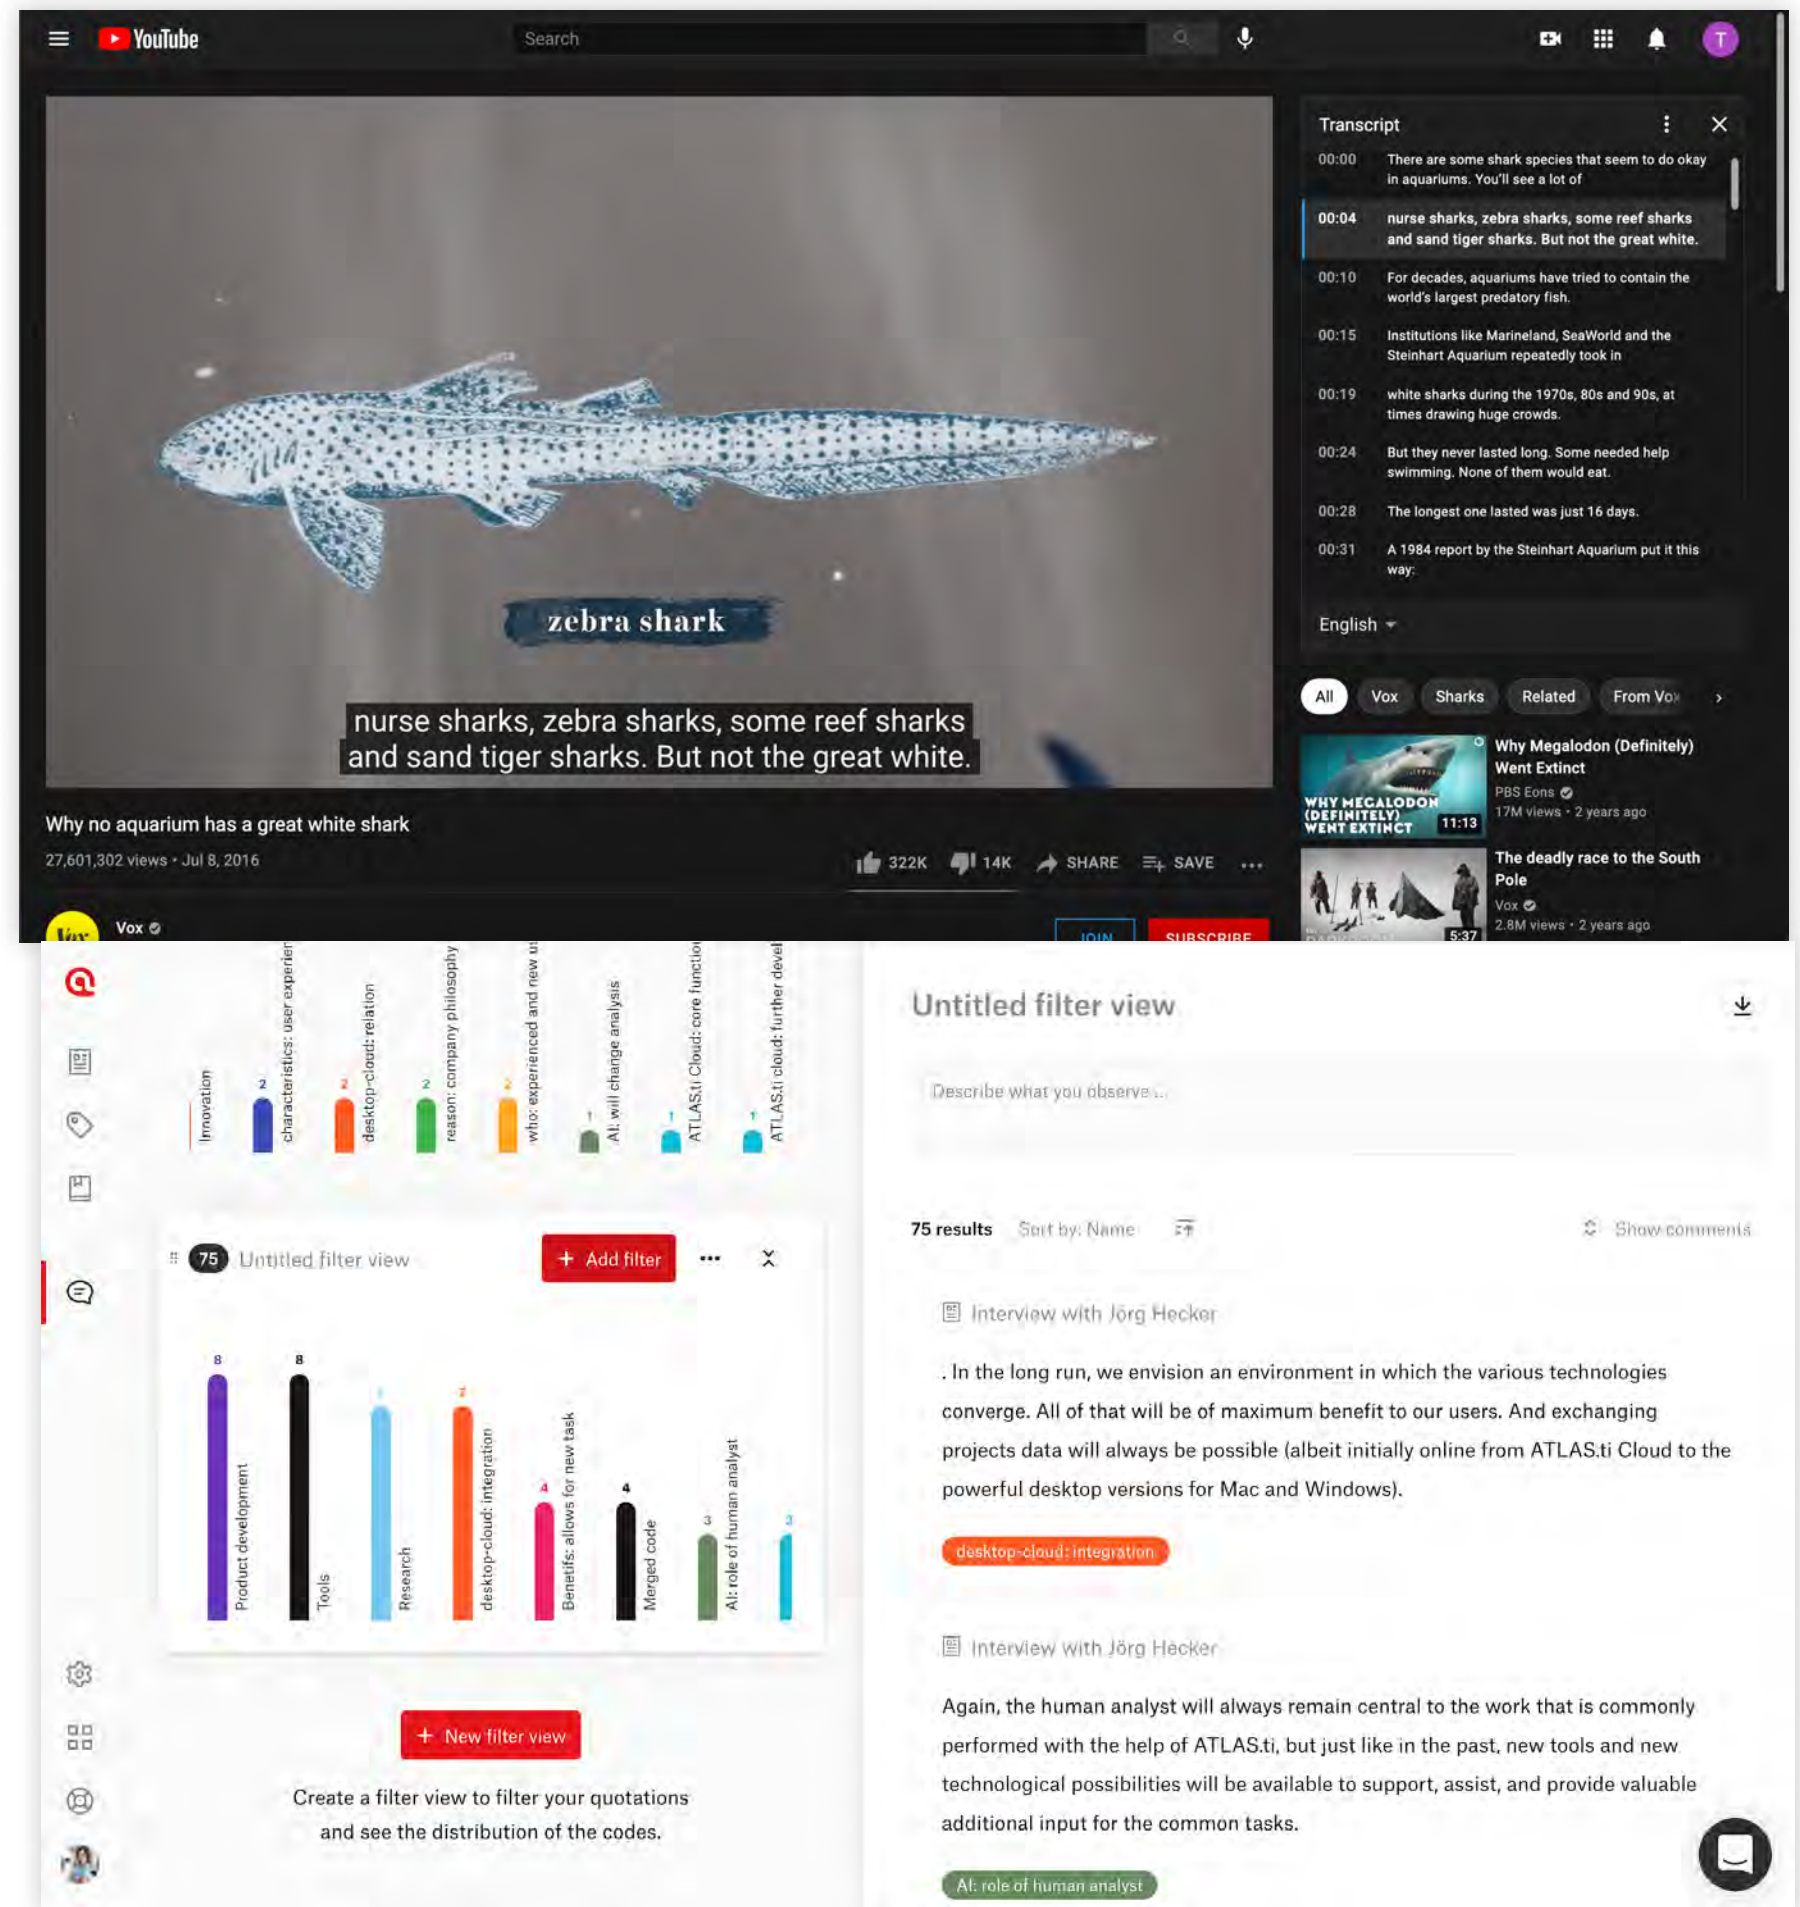 YouTube
Search
T
zebra shark
nurse sharks, zebra sharks, some reef sharks
and sand tiger sharks. But not the great white.
Why no aquarium has a great white shark
27,601,302 views • Jul 8, 2016
322K
14K
SHARE
SAVE
Vox
Vox
JOIN
SUBSCRIBE
Transcript
00:00
There are some shark species that seem to do okay
in aquariums. You'll see a lot of
00:04
nurse sharks, zebra sharks, some reef sharks
and sand tiger sharks. But not the great white.
00:10
For decades, aquariums have tried to contain the
world's largest predatory fish.
00:15
Institutions like Marineland, SeaWorld and the
Steinhart Aquarium repeatedly took in
00:19
white sharks during the 1970s, 80s and 90s, at
times drawing huge crowds.
00:24
But they never lasted long. Some needed help
swimming. None of them would eat.
00:28
The longest one lasted was just 16 days.
00:31
A 1984 report by the Steinhart Aquarium put it this
way:
English
All
Vox
Sharks
Related
From Vox
WHY MEGALODON
(DEFINITELY)
WENT EXTINCT
11:13
Why Megalodon (Definitely)
Went Extinct
PBS Eons
17M views • 2 years ago
5:37
The deadly race to the South
Pole
Vox
2.8M views • 2 years ago
Innovation
2
characteristics: user experien
2
desktop-cloud: relation
2
reason: company philosophy
2
who: experienced and new us
1
AI: will change analysis
1
ATLAS.ti Cloud: core functio
1
ATLAS.ti cloud: further devel
75
Untitled filter view
+ Add filter
8
Product development
8
Tools
Research
7
desktop-cloud: integration
4
Benetifs: allows for new task
4
Merged code
3
AI: role of human analyst
3
+ New filter view
Create a filter view to filter your quotations
and see the distribution of the codes.
Untitled filter view
Describe what you observe ...
75 results
Sort by: Name
Show comments
Interview with Jörg Hecker
. In the long run, we envision an environment in which the various technologies
converge. All of that will be of maximum benefit to our users. And exchanging
projects data will always be possible (albeit initially online from ATLAS.ti Cloud to the
powerful desktop versions for Mac and Windows).
desktop-cloud: integration
Interview with Jörg Hecker
Again, the human analyst will always remain central to the work that is commonly
performed with the help of ATLAS.ti, but just like in the past, new tools and new
technological possibilities will be available to support, assist, and provide valuable
additional input for the common tasks.
AI: role of human analyst